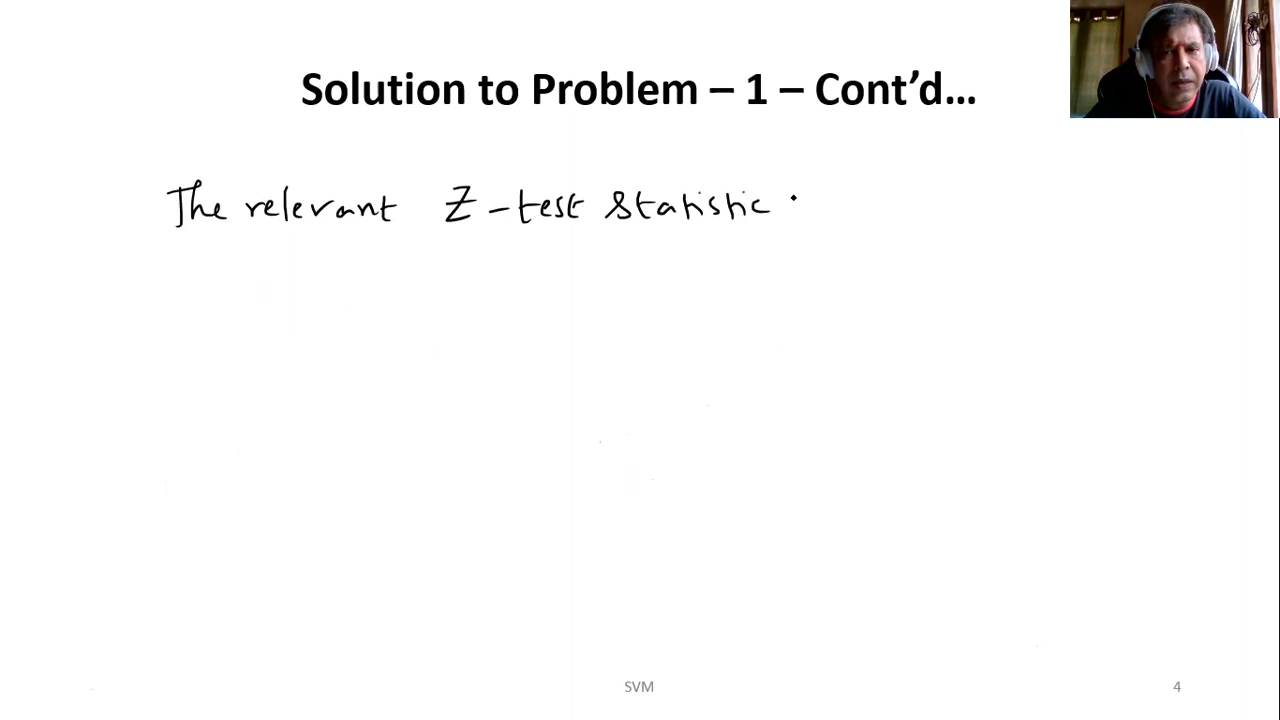 Solution to Problem – 1 – Cont’d…
The relevant Z-test statistic
SVM
4